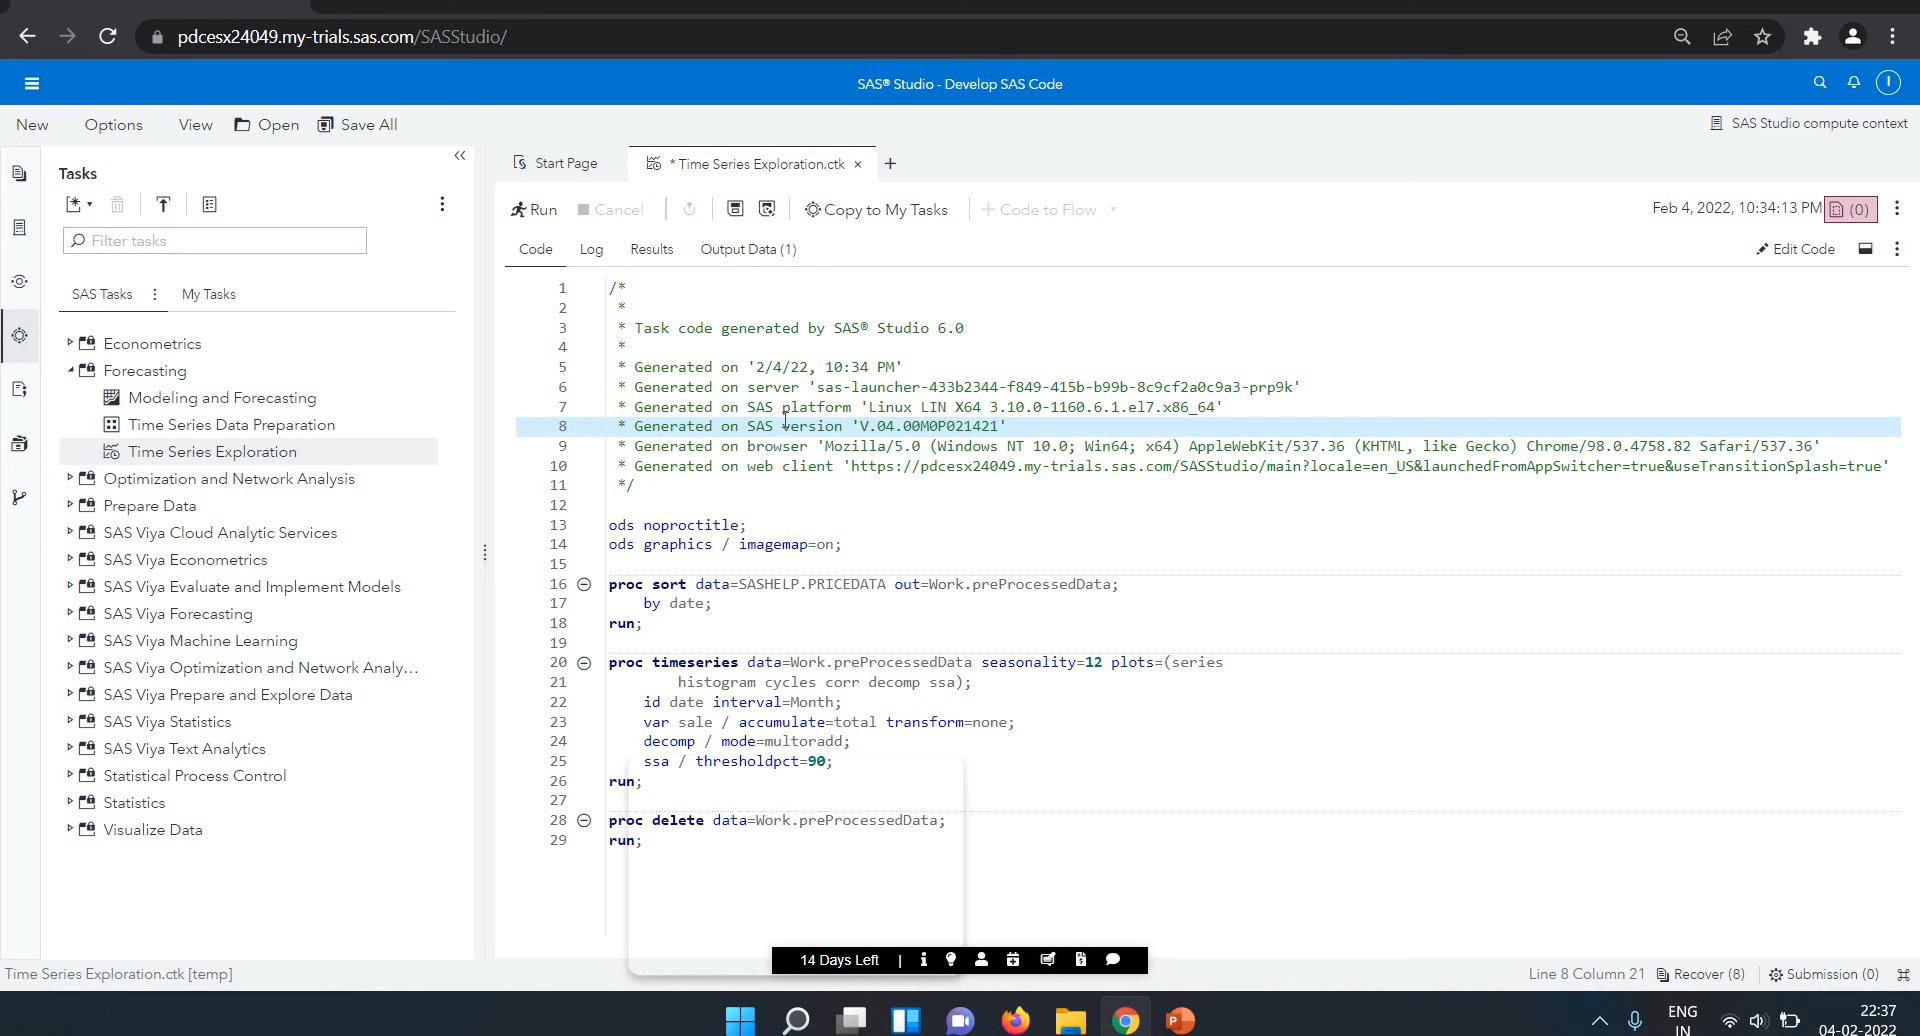 pdcesx24049.my-trials.sas.com/SASStudio/
SAS® Studio - Develop SAS Code
I
New Options View Open Save All
SAS Studio compute context
Tasks
Filter tasks
SAS Tasks My Tasks
Econometrics
Forecasting
Modeling and Forecasting
Time Series Data Preparation
Time Series Exploration
Optimization and Network Analysis
Prepare Data
SAS Viya Cloud Analytic Services
SAS Viya Econometrics
SAS Viya Evaluate and Implement Models
SAS Viya Forecasting
SAS Viya Machine Learning
SAS Viya Optimization and Network Analy...
SAS Viya Prepare and Explore Data
SAS Viya Statistics
SAS Viya Text Analytics
Statistical Process Control
Statistics
Visualize Data
Start Page * Time Series Exploration.ctk × +
Run Cancel Copy to My Tasks + Code to Flow
Feb 4, 2022, 10:34:13 PM (0)
Code Log Results Output Data (1) Edit Code
1 /*
2 *
3 * Task code generated by SAS® Studio 6.0
4 *
5 * Generated on '2/4/22, 10:34 PM'
6 * Generated on server 'sas-launcher-433b2344-f849-415b-b99b-8c9cf2a0c9a3-prp9k'
7 * Generated on SAS platform 'Linux LIN X64 3.10.0-1160.6.1.el7.x86_64'
8 * Generated on SAS version 'V.04.00M0P021421'
9 * Generated on browser 'Mozilla/5.0 (Windows NT 10.0; Win64; x64) AppleWebKit/537.36 (KHTML, like Gecko) Chrome/98.0.4758.82 Safari/537.36'
10 * Generated on web client 'https://pdcesx24049.my-trials.sas.com/SASStudio/main?locale=en_US&launchedFromAppSwitcher=true&useTransitionSplash=true'
11 */
12
13 ods noproctitle;
14 ods graphics / imagemap=on;
15
16 proc sort data=SASHELP.PRICEDATA out=Work.preProcessedData;
17 by date;
18 run;
19
20 proc timeseries data=Work.preProcessedData seasonality=12 plots=(series
21 histogram cycles corr decomp ssa);
22 id date interval=Month;
23 var sale / accumulate=total transform=none;
24 decomp / mode=multoradd;
25 ssa / thresholdpct=90;
26 run;
27
28 proc delete data=Work.preProcessedData;
29 run;
14 Days Left |
Time Series Exploration.ctk [temp]
Line 8 Column 21 Recover (8) Submission (0)
ENG
IN
22:37
04-02-2022